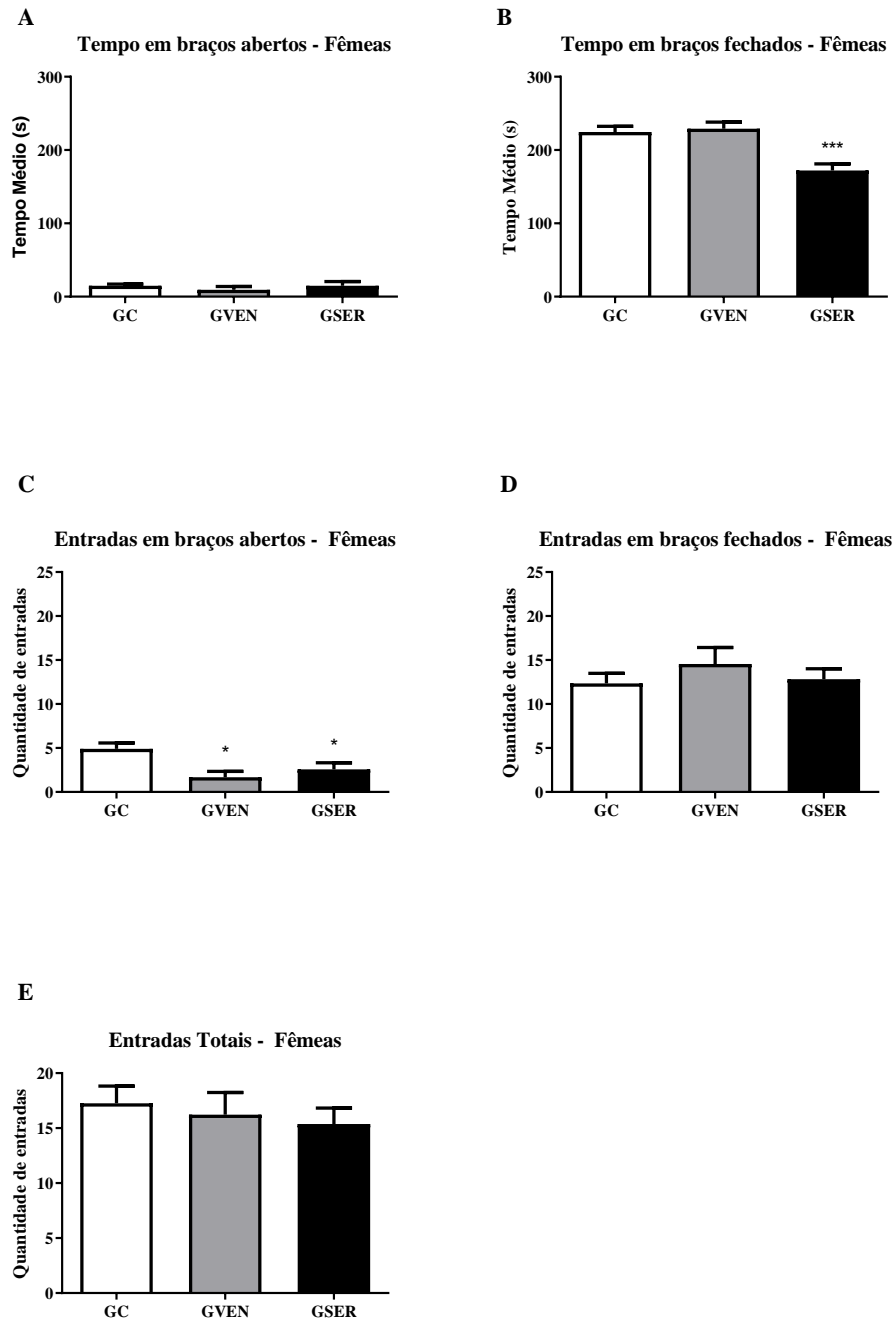 A
Tempo em braços abertos - Fêmeas
Tempo Médio (s)
300
200
100
0
GC GVEN GSER
B
Tempo em braços fechados - Fêmeas
Tempo Médio (s)
300
200
100
0
***
GC GVEN GSER
C
Entradas em braços abertos - Fêmeas
Quantidade de entradas
25
20
15
10
5
0
* *
GC GVEN GSER
D
Entradas em braços fechados - Fêmeas
Quantidade de entradas
25
20
15
10
5
0
GC GVEN GSER
E
Entradas Totais - Fêmeas
Quantidade de entradas
20
15
10
5
0
GC GVEN GSER